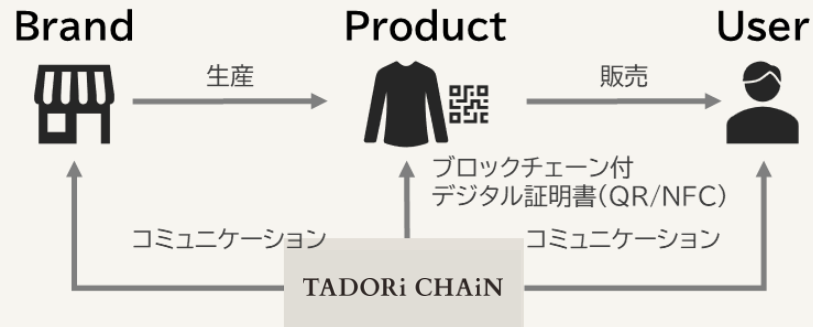 Brand
Product
User
生産
販売
ブロックチェーン付
デジタル証明書(QR/NFC)
コミュニケーション
コミュニケーション
TADORi CHAiN